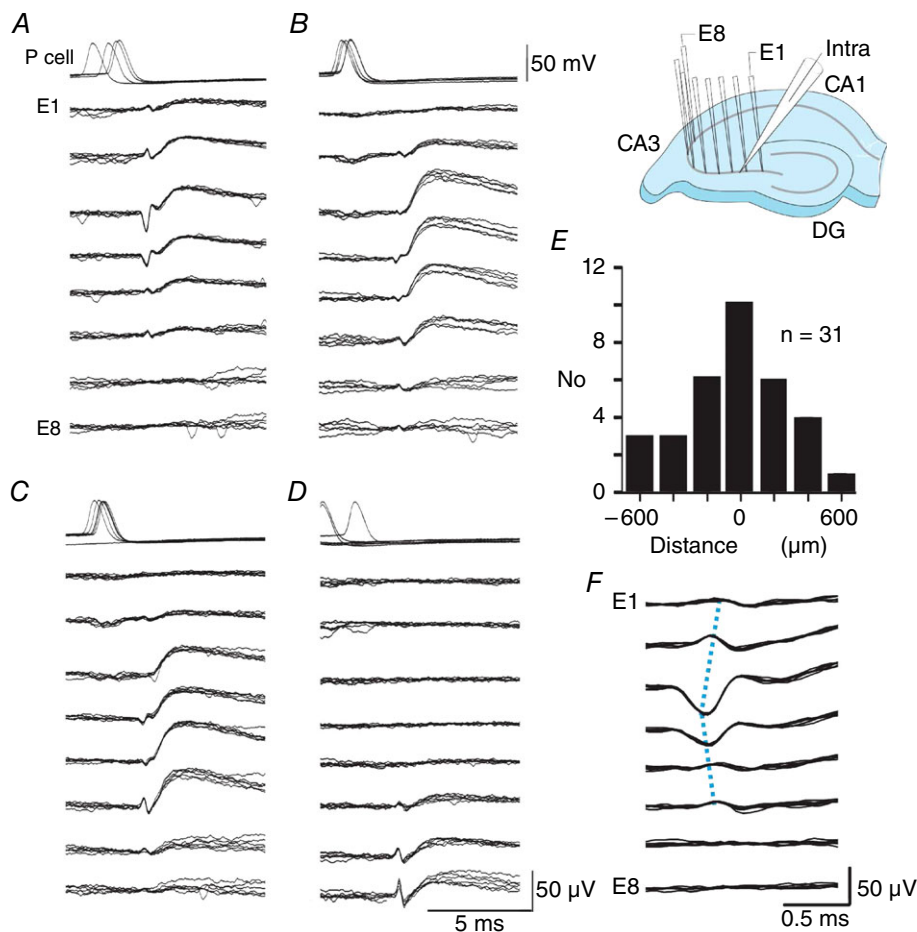 A
P cell
E1
E8
B
50 mV
E8
E1
Intra
CA1
CA3
DG
C
D
50 µV
5 ms
E
12
8
No
4
0
n = 31
−600
0
600
Distance
(µm)
F
E1
E8
50 µV
0.5 ms